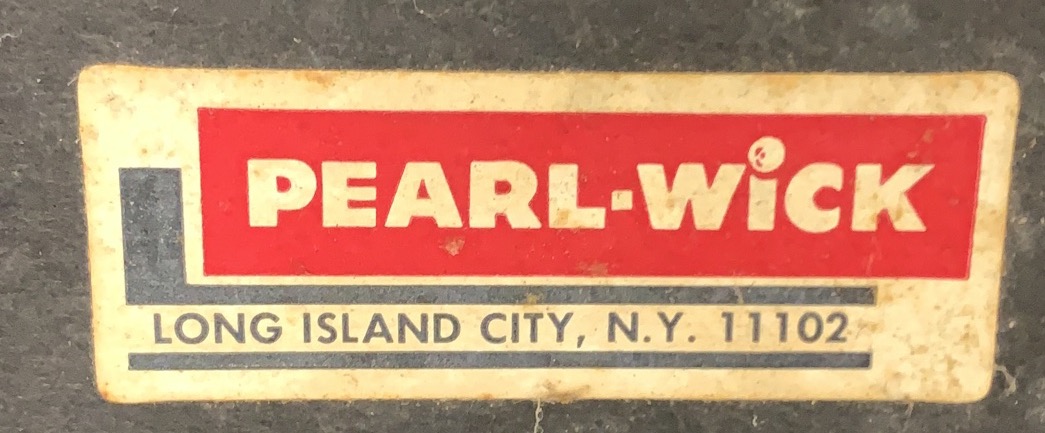 PEARL-WiCK
LONG ISLAND CITY, N.Y. 11102